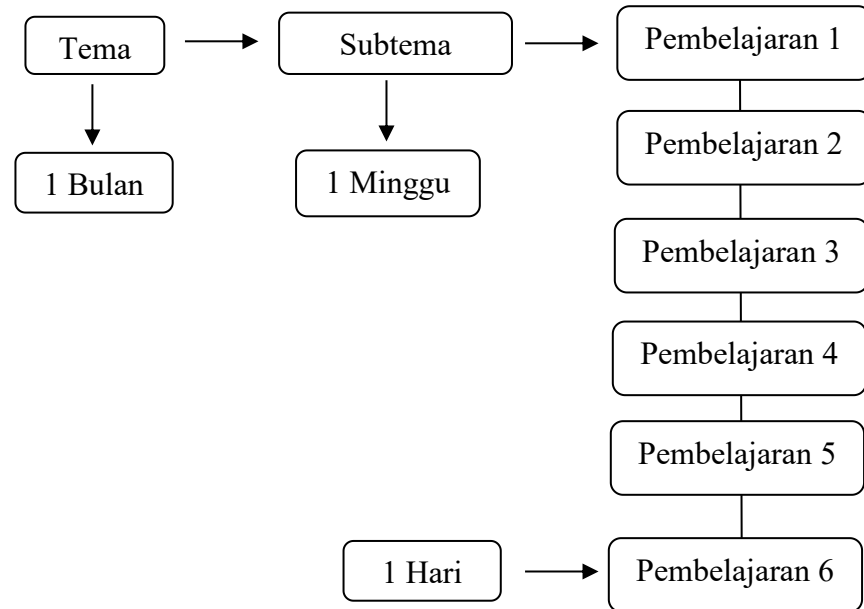 Tema
Subtema
Pembelajaran 1
1 Bulan
1 Minggu
Pembelajaran 2
Pembelajaran 3
Pembelajaran 4
Pembelajaran 5
1 Hari
Pembelajaran 6